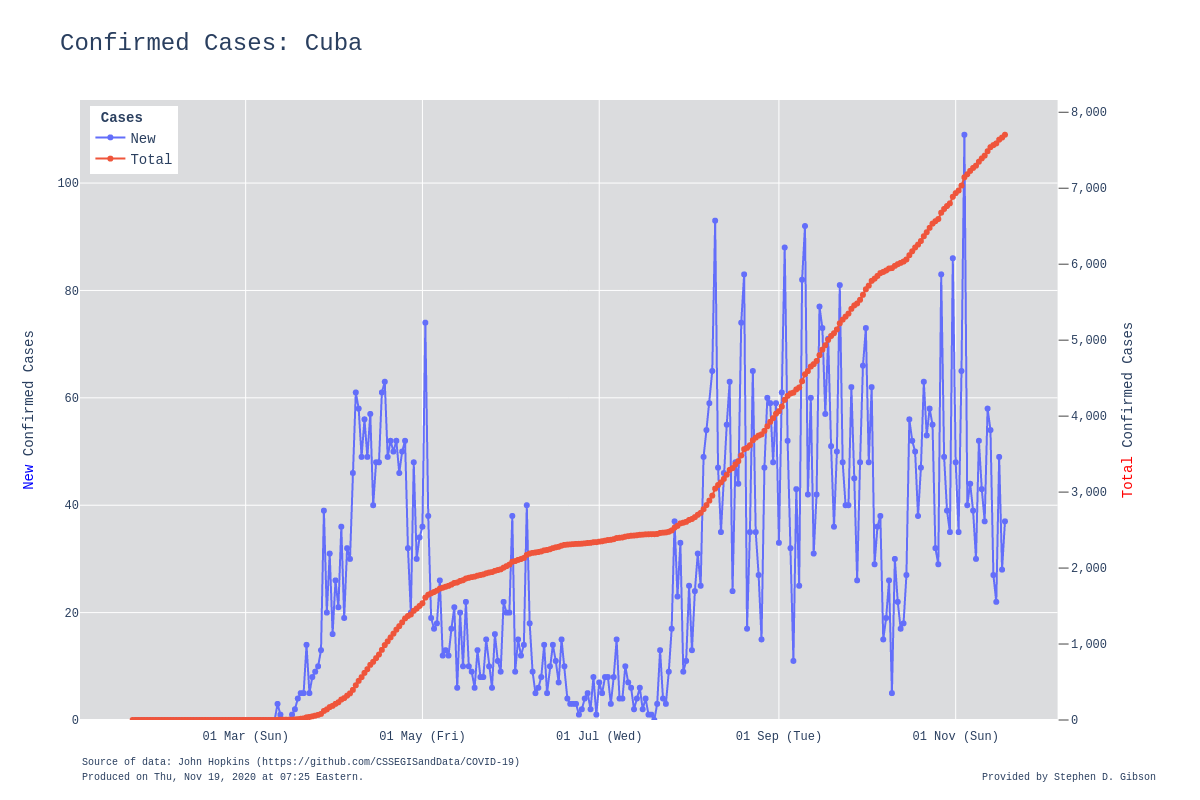 Confirmed Cases: Cuba
Cases
New
Total
100
80
60
40
20
0
New Confirmed Cases
8,000
7,000
6,000
5,000
4,000
3,000
2,000
1,000
0
Total Confirmed Cases
01 Mar (Sun) 01 May (Fri) 01 Jul (Wed) 01 Sep (Tue) 01 Nov (Sun)
Source of data: John Hopkins (https://github.com/CSSEGISandData/COVID-19)
Produced on Thu, Nov 19, 2020 at 07:25 Eastern.
Provided by Stephen D. Gibson